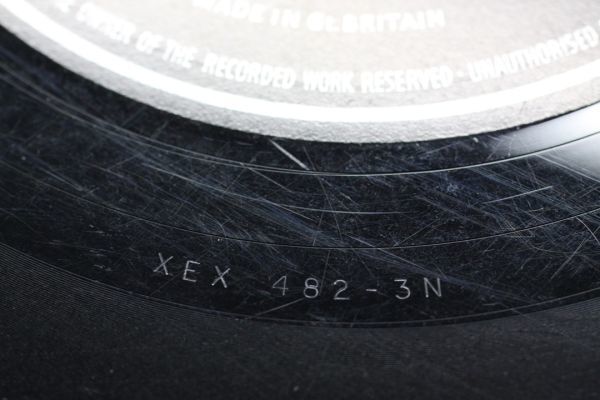 MADE IN Gt. BRITAIN
OWNER OF THE RECORDED WORK RESERVED · UNAUTHORISED
XEX 482-3N